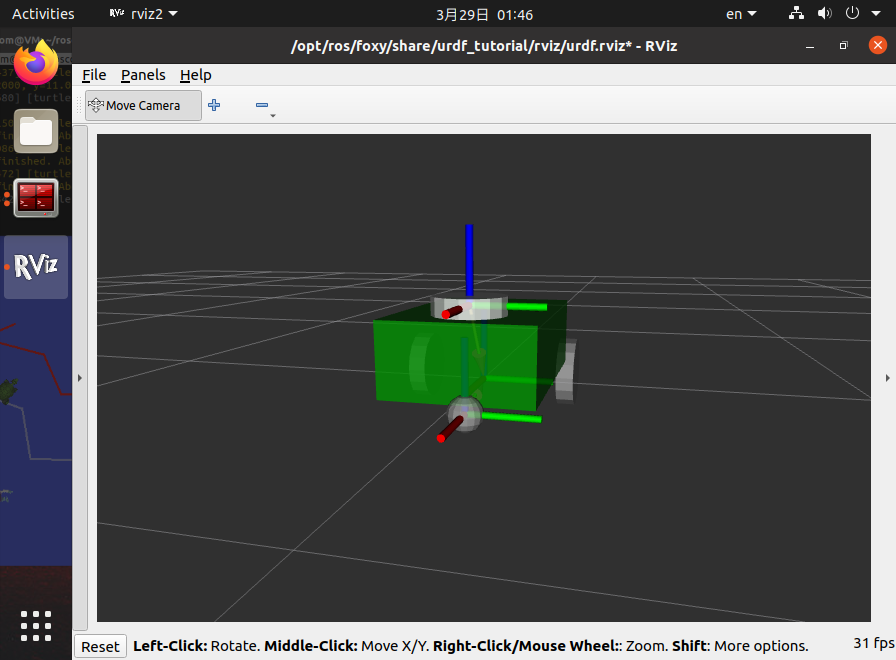 Activities
RViz rviz2
3月29日 01:46
en
/opt/ros/foxy/share/urdf_tutorial/rviz/urdf.rviz* - RViz
File Panels Help
Move Camera
RViz
Reset Left-Click: Rotate. Middle-Click: Move X/Y. Right-Click/Mouse Wheel:: Zoom. Shift: More options. 31 fps